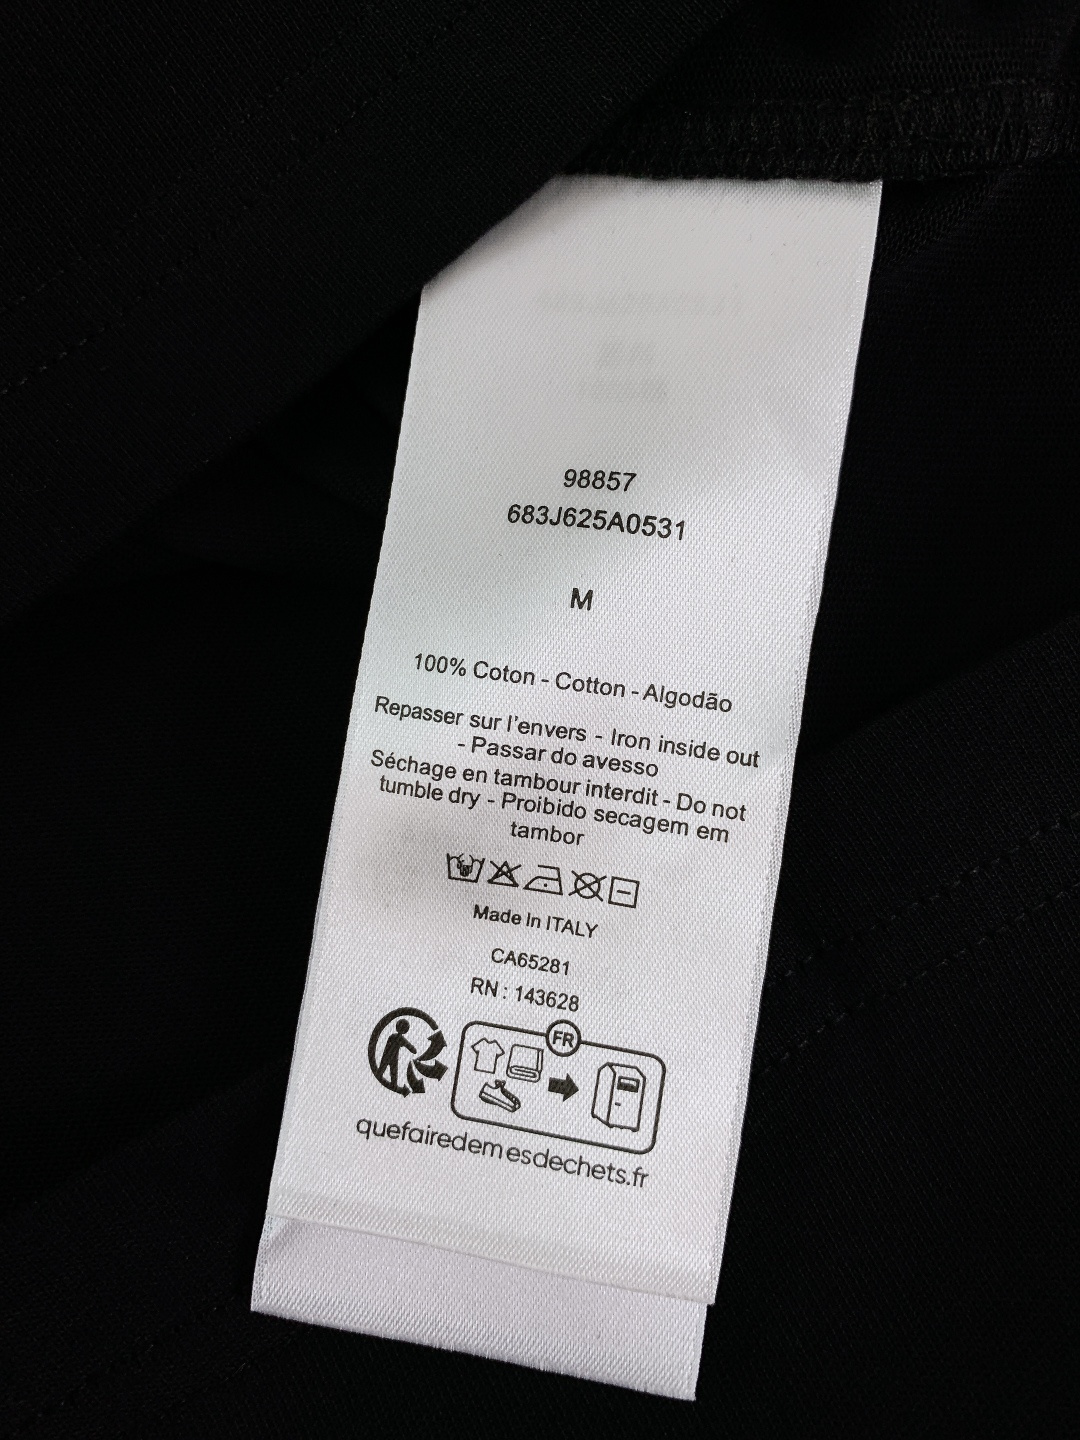 98857
683J625A0531
M
100% Coton - Cotton - Algodão
Repasser sur l'envers - Iron inside out
- Passar do avesso
Séchage en tambour interdit - Do not
tumble dry - Proibido secagem em
tambor
Made In ITALY
CA65281
RN : 143628
FR
quefairedemesdechets.fr